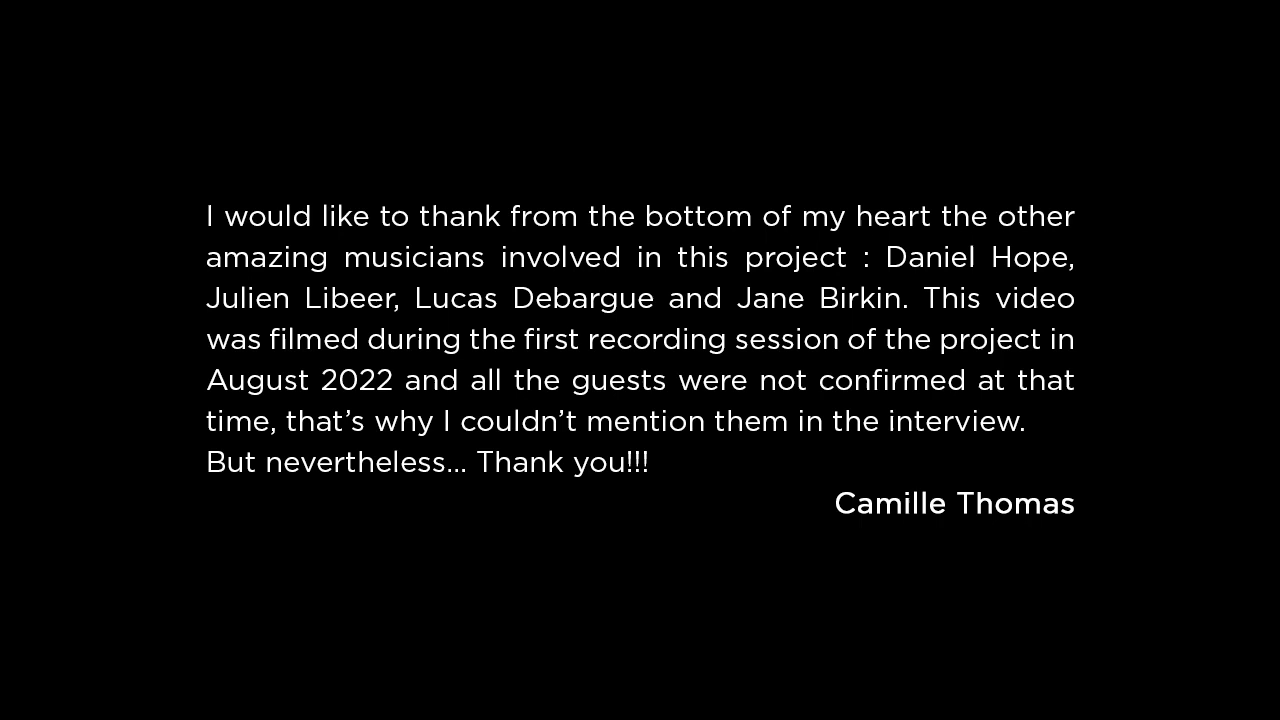 I would like to thank from the bottom of my heart the other
amazing musicians involved in this project : Daniel Hope,
Julien Libeer, Lucas Debargue and Jane Birkin. This video
was filmed during the first recording session of the project in
August 2022 and all the guests were not confirmed at that
time, that’s why I couldn’t mention them in the interview.
But nevertheless... Thank you!!!
Camille Thomas